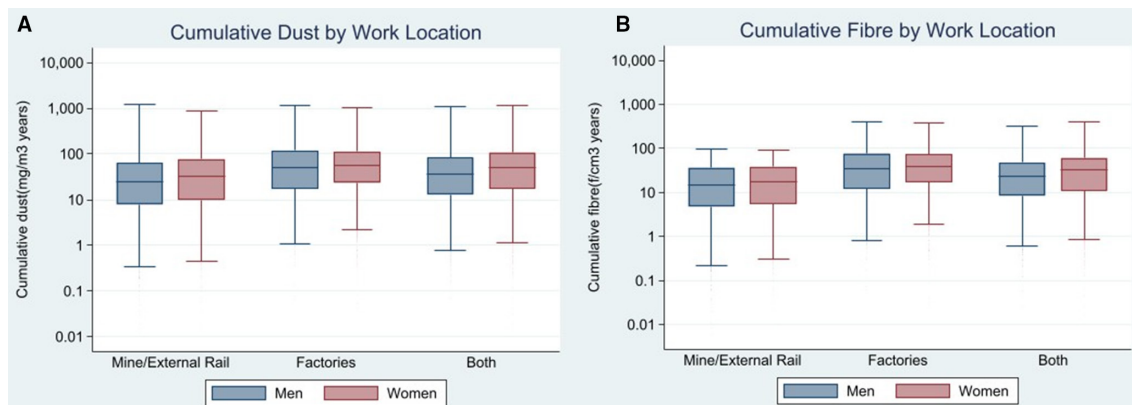 A
Cumulative Dust by Work Location
Cumulative dust(mg/m3 years)
10,000
1,000
100
10
1
0.1
0.01
Mine/External Rail Factories Both
Men Women
B
Cumulative Fibre by Work Location
Cumulative fibre(f/cm3 years)
10,000
1,000
100
10
1
0.1
0.01
Mine/External Rail Factories Both
Men Women